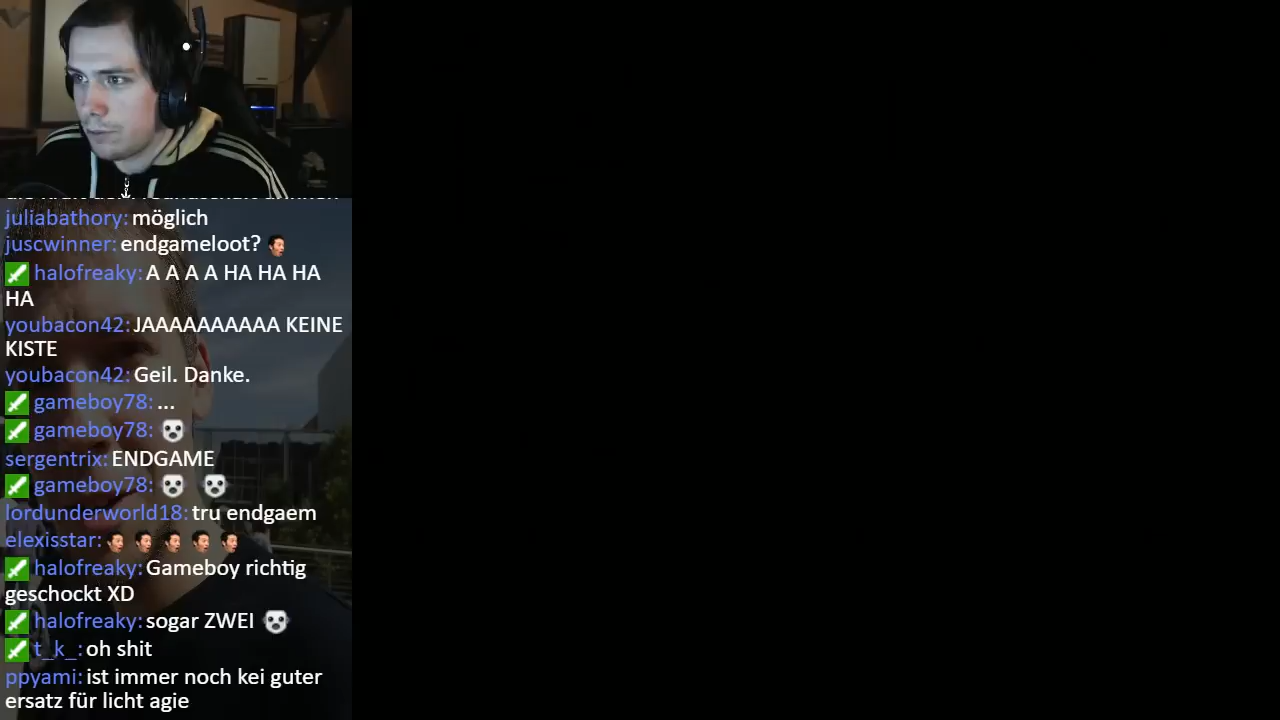 juliabathory: möglich
juscwinner: endgameloot?
halofreaky: A A A A HA HA HA
HA
youbacon42: JAAAAAAAAAA KEINE
KISTE
youbacon42: Geil. Danke.
gameboy78: ...
gameboy78:
sergentrix: ENDGAME
gameboy78:
lordunderworld18: tru endgaem
elexisstar:
halofreaky: Gameboy richtig
geschockt XD
halofreaky: sogar ZWEI
t_k_: oh shit
ppyami: ist immer noch kei guter
ersatz für licht agie